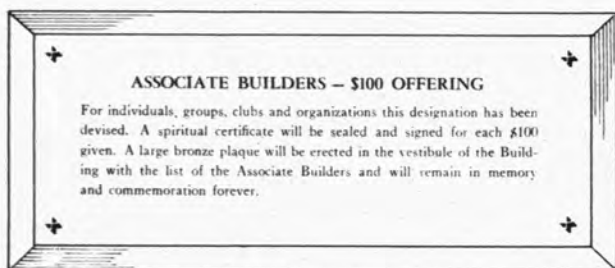 ASSOCIATE BUILDERS — $100 OFFERING
For individuals, groups, clubs and organizations this designation has been
devised. A spiritual certificate will be sealed and signed for each $100
given. A large bronze plaque will be erected in the vestibule of the Build-
ing with the list of the Associate Builders and will remain in memory
and commemoration forever.